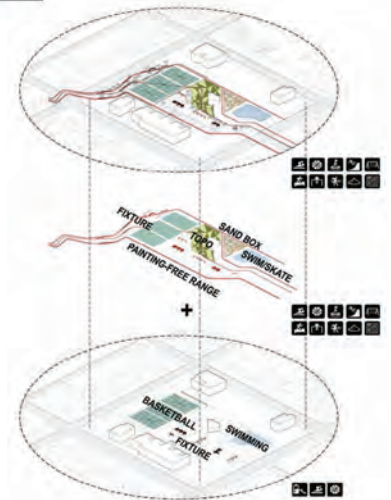 FIXTURE
TOPO
SAND BOX
SWIM/SKATE
PAINTING-FREE RANGE
+
BASKETBALL
SWIMMING
FIXTURE